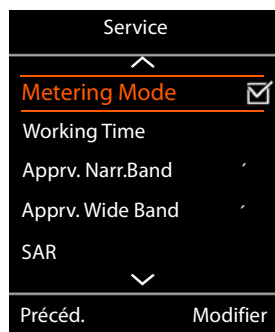 Service
Metering Mode
Working Time
Apprv. Narr.Band
Apprv. Wide Band
SAR
Précéd. Modifier